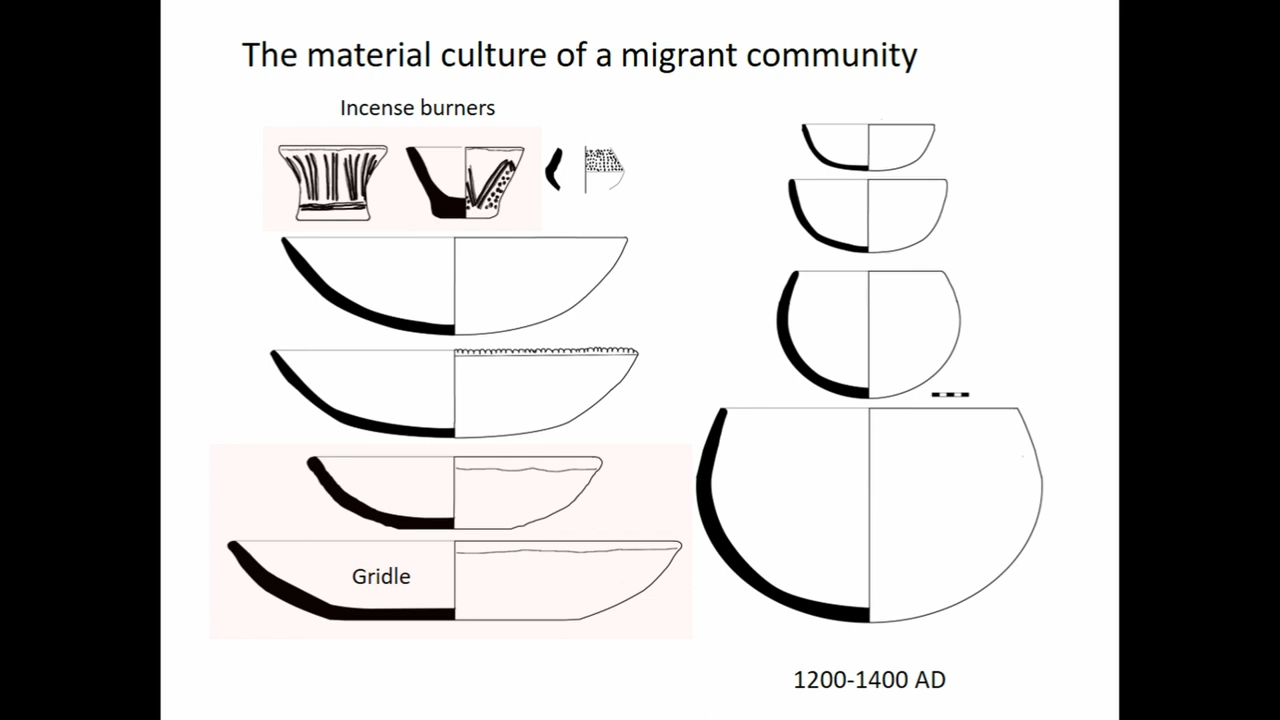 The material culture of a migrant community
Incense burners
Gridle
1200-1400 AD